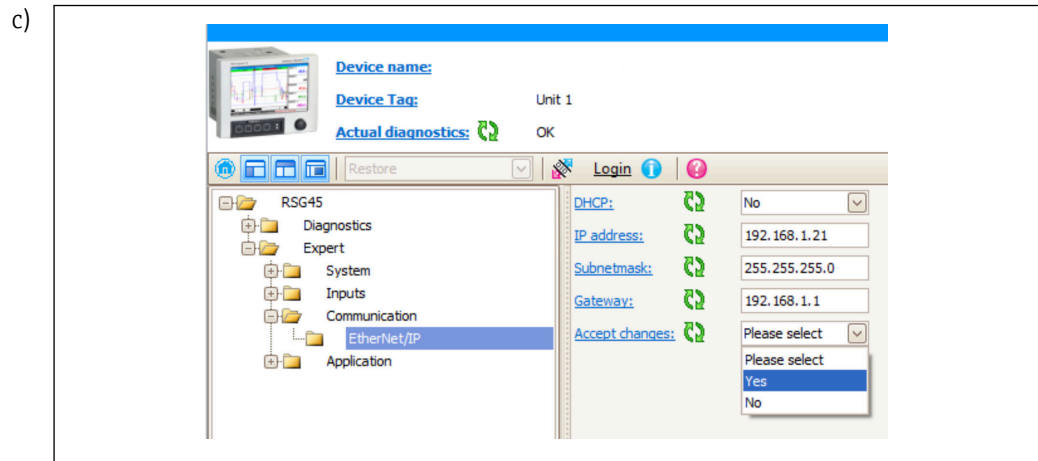 c)
Device name:
Device Tag: Unit 1
Actual diagnostics: OK
Restore Login
RSG45
Diagnostics
Expert
System
Inputs
Communication
EtherNet/IP
Application
DHCP: No
IP address: 192.168.1.21
Subnetmask: 255.255.255.0
Gateway: 192.168.1.1
Accept changes: Please select
Please select
Yes
No